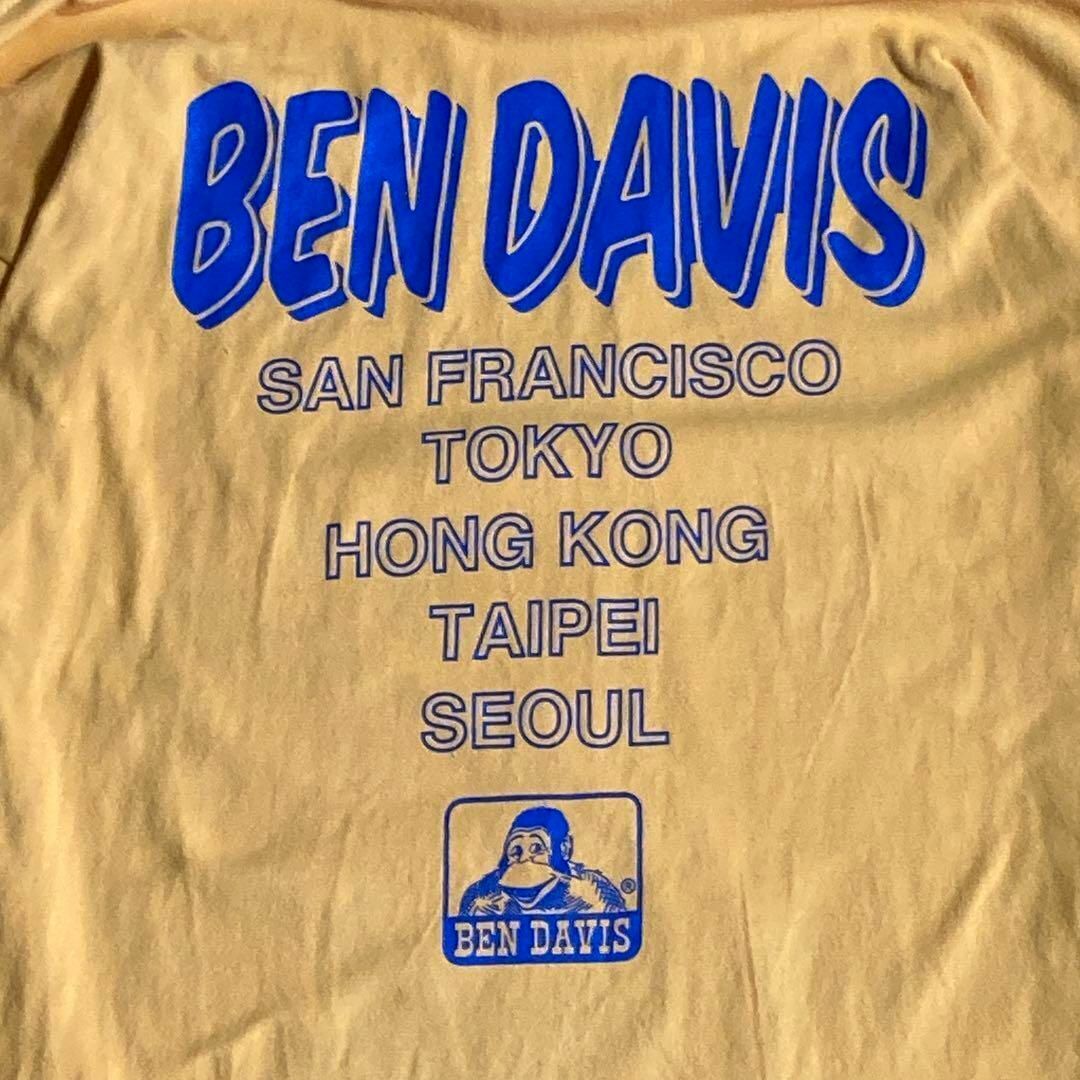 BEN DAVIS
SAN FRANCISCO
TOKYO
HONG KONG
TAIPEI
SEOUL
®
BEN DAVIS